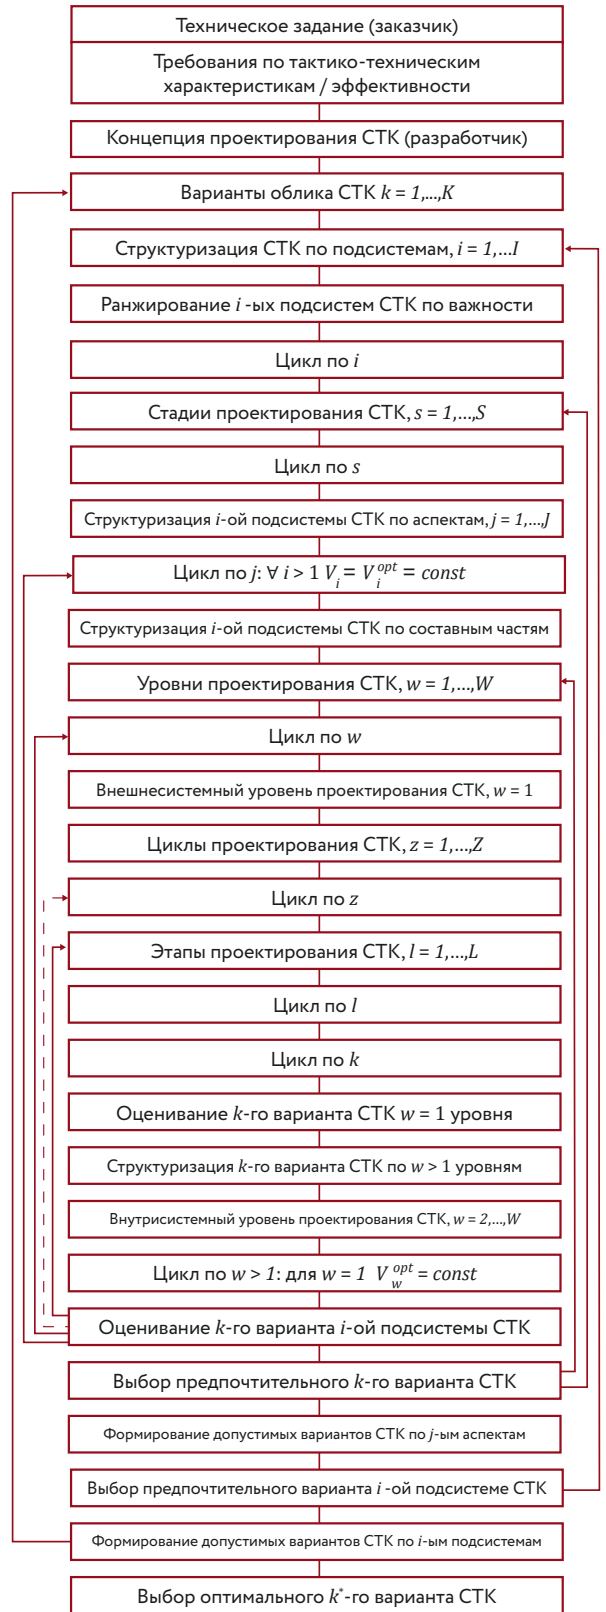 Техническое задание (заказчик)
Требования по тактико-техническим
характеристикам / эффективности
Концепция проектирования СТК (разработчик)
Варианты облика СТК k = 1,...,K
Структуризация СТК по подсистемам, i = 1,...I
Ранжирование i -ых подсистем СТК по важности
Цикл по i
Стадии проектирования СТК, s = 1,...,S
Цикл по s
Структуризация i-ой подсистемы СТК по аспектам, j = 1,...,J
Цикл по j: ∀ i > 1 V_i = V_i^opt = const
Структуризация i-ой подсистемы СТК по составным частям
Уровни проектирования СТК, w = 1,...,W
Цикл по w
Внешнесистемный уровень проектирования СТК, w = 1
Циклы проектирования СТК, z = 1,...,Z
Цикл по z
Этапы проектирования СТК, l = 1,...,L
Цикл по l
Цикл по k
Оценивание k-го варианта СТК w = 1 уровня
Структуризация k-го варианта СТК по w > 1 уровням
Внутрисистемный уровень проектирования СТК, w = 2,...,W
Цикл по w > 1: для w = 1 V_w^opt = const
Оценивание k-го варианта i-ой подсистемы СТК
Выбор предпочтительного k-го варианта СТК
Формирование допустимых вариантов СТК по j-ым аспектам
Выбор предпочтительного варианта i -ой подсистеме СТК
Формирование допустимых вариантов СТК по i-ым подсистемам
Выбор оптимального k*-го варианта СТК